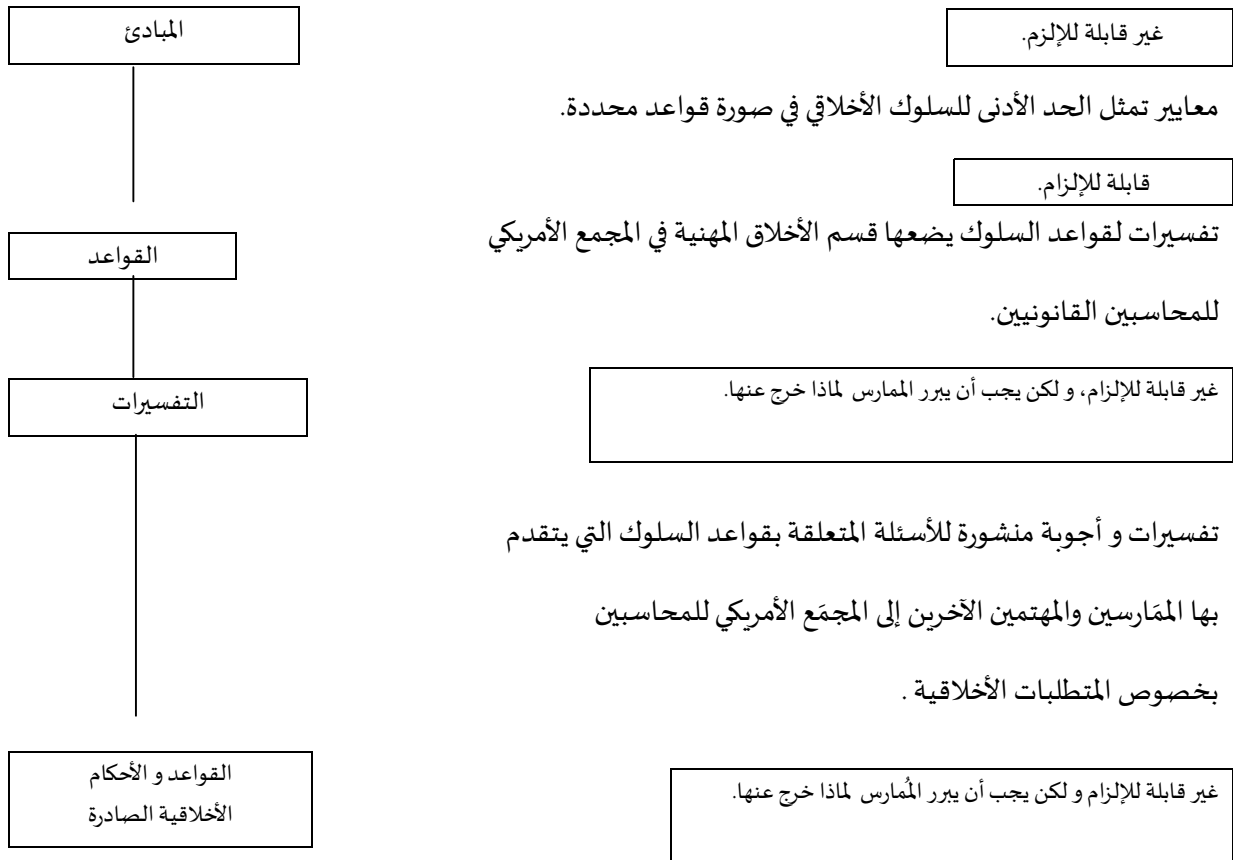 غير قابلة للإلزم.
المبادئ
معايير تمثل الحد الأدنى للسلوك الأخلاقي في صورة قواعد محددة.
قابلة للإلزام.
تفسيرات لقواعد السلوك يضعها قسم الأخلاق المهنية في المجمع الأمريكي
القواعد
للمحاسبين القانونيين.
غير قابلة للإلزام، و لكن يجب أن يبرر الممارس لماذا خرج عنها.
التفسيرات
تفسيرات و أجوبة منشورة للأسئلة المتعلقة بقواعد السلوك التي يتقدم
بها الممَارسين والمهتمين الآخرين إلى المجمَع الأمريكي للمحاسبين
بخصوص المتطلبات الأخلاقية .
القواعد و الأحكام
الأخلاقية الصادرة
غير قابلة للإلزام و لكن يجب أن يبرر المُمارس لماذا خرج عنها.